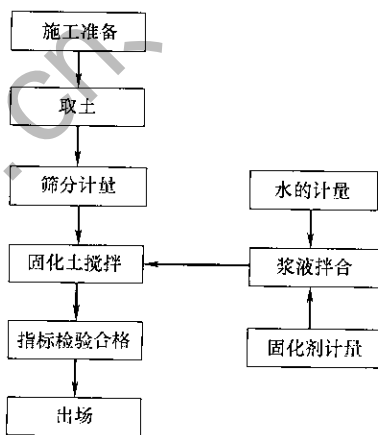 施工准备
取土
筛分计量
水的计量
固化土搅拌
浆液拌合
指标检验合格
固化剂计量
出场
.cn